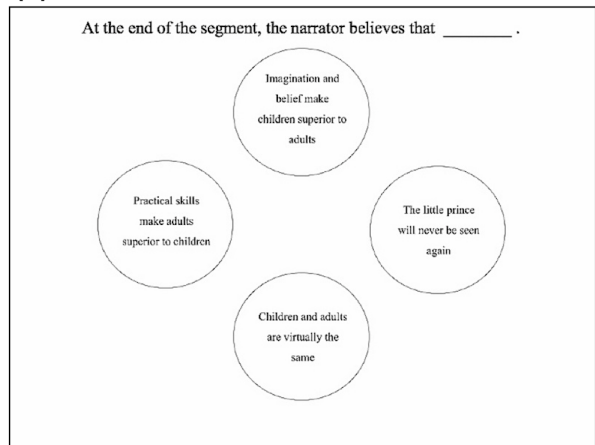 At the end of the segment, the narrator believes that ________ .
Imagination and
belief make
children superior to
adults
Practical skills
make adults
superior to children
The little prince
will never be seen
again
Children and adults
are virtually the
same